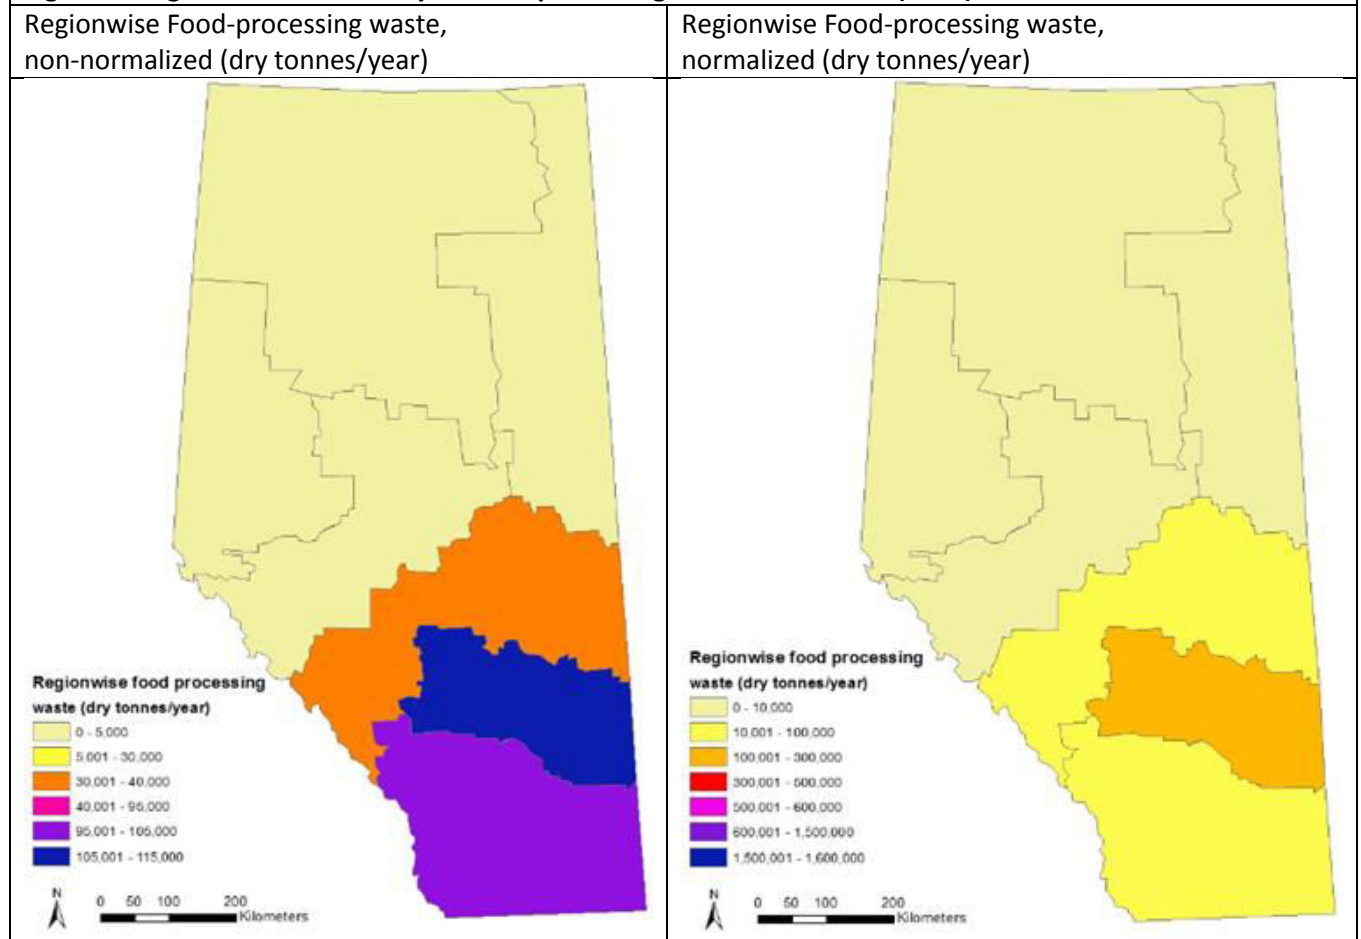 Regionwise Food-processing waste,
non-normalized (dry tonnes/year)
Regionwise Food-processing waste,
normalized (dry tonnes/year)
Regionwise food processing
waste (dry tonnes/year)
0 - 5,000
5,001 - 30,000
30,001 - 40,000
40,001 - 95,000
95,001 - 105,000
105,001 - 115,000
N
0 50 100 200
Kilometers
Regionwise food processing
waste (dry tonnes/year)
0 - 10,000
10,001 - 100,000
100,001 - 300,000
300,001 - 500,000
500,001 - 600,000
600,001 - 1,500,000
1,500,001 - 1,600,000
N
0 50 100 200
Kilometers